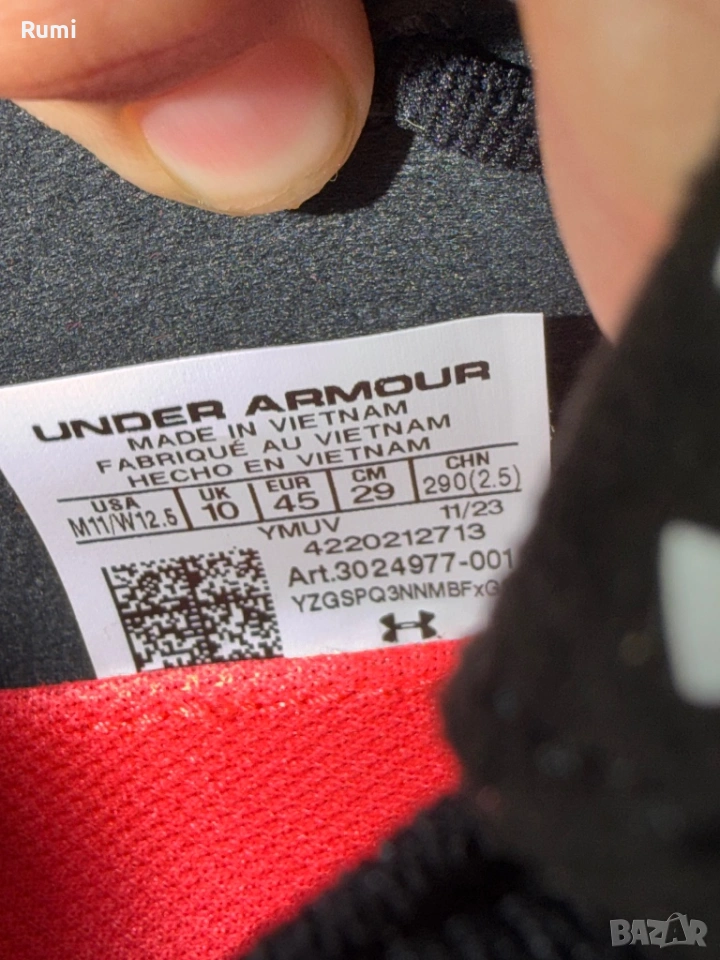 Rumi
UNDER ARMOUR
MADE IN VIETNAM
FABRIQUÉ AU VIETNAM
HECHO EN VIETNAM
USA UK EUR CM CHN
M11/W12.5 10 45 29 290(2.5)
YMUV 11/23
4220212713
Art.3024977-001
BAZAR